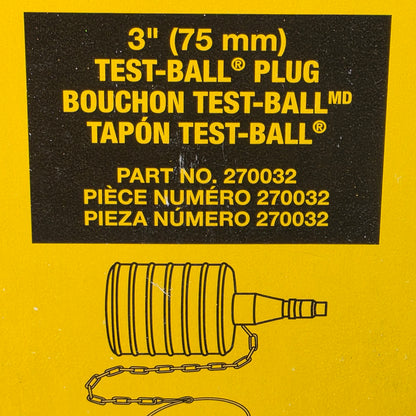 3" (75 mm)
TEST-BALL® PLUG
BOUCHON TEST-BALLMD
TAPÓN TEST-BALL®
PART NO. 270032
PIÈCE NUMÉRO 270032
PIEZA NÚMERO 270032